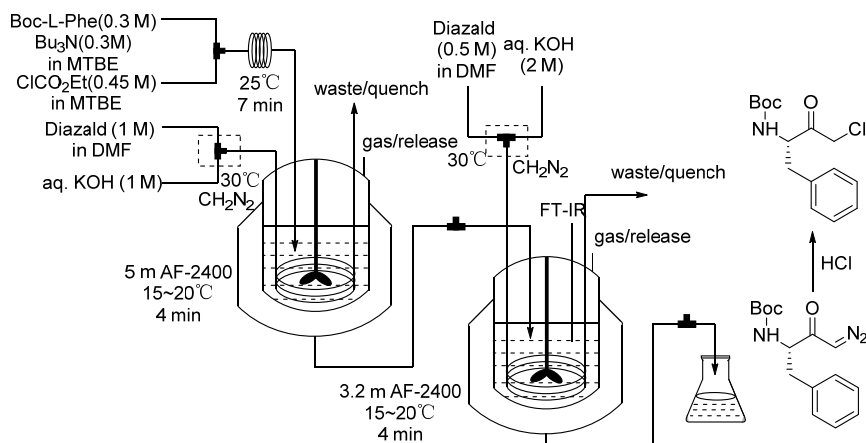 Boc-L-Phe(0.3 M)
Bu₃N(0.3M)
in MTBE
ClCO₂Et(0.45 M)
in MTBE
25℃
7 min
Diazald (1 M)
in DMF
aq. KOH (1 M)
30℃
CH₂N₂
waste/quench
gas/release
5 m AF-2400
15~20℃
4 min
Diazald
(0.5 M)
in DMF
aq. KOH
(2 M)
30℃
CH₂N₂
waste/quench
FT-IR
gas/release
3.2 m AF-2400
15~20℃
4 min
Boc
NH
O
Cl
HCl
Boc
NH
O
N₂